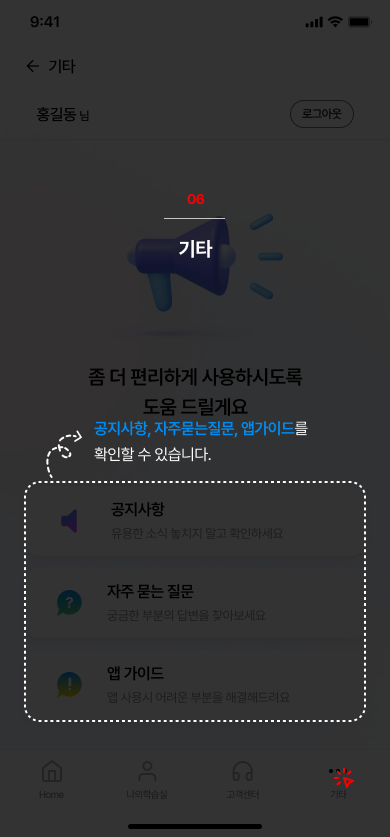 9:41
기타
홍길동 님
로그아웃
06
기타
좀 더 편리하게 사용하시도록
도움 드릴게요
공지사항, 자주묻는질문, 앱가이드를
확인할 수 있습니다.
공지사항
유용한 소식 놓치지 말고 확인하세요
자주 묻는 질문
궁금한 부분의 답변을 찾아보세요
앱 가이드
앱 사용시 어려운 부분을 해결해드려요
Home
나의학습실
고객센터
기타